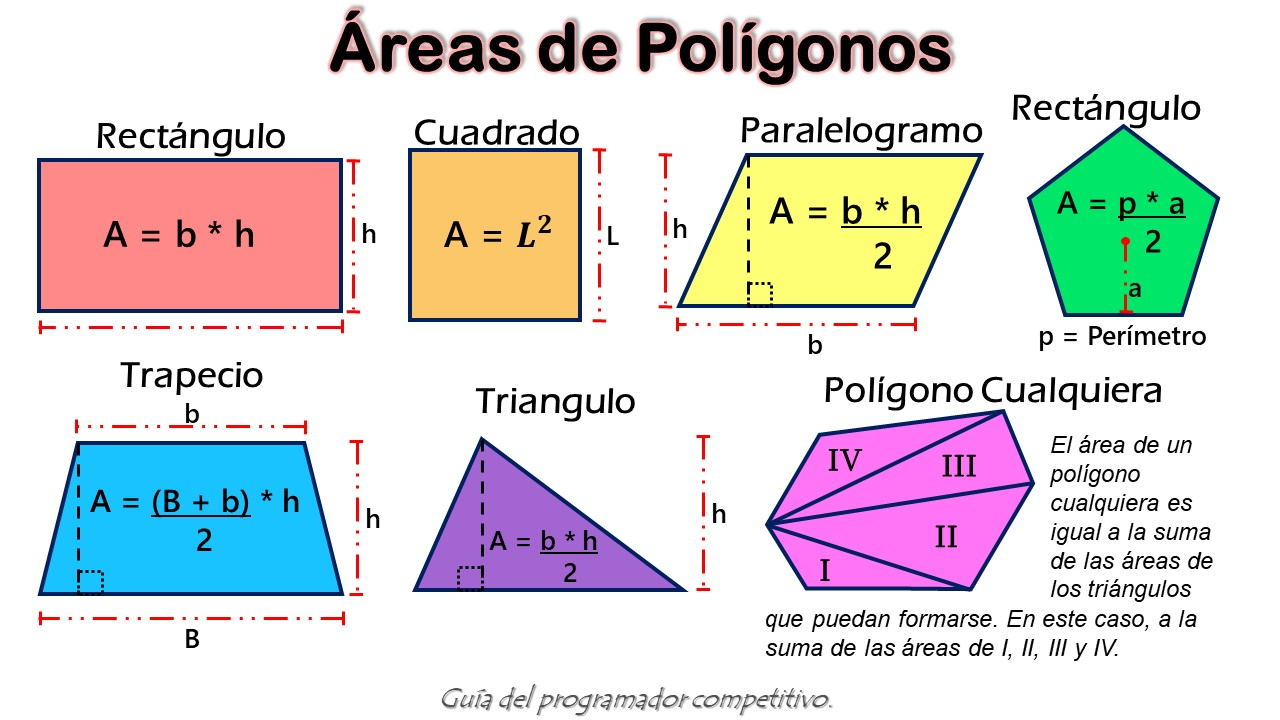 Áreas de Polígonos
Rectángulo
A = b * h
h
Cuadrado
A = L²
L
Paralelogramo
h
A = b * h
2
b
Rectángulo
A = p * a
2
a
p = Perímetro
Trapecio
b
A = (B + b) * h
2
h
B
Triangulo
A = b * h
2
h
Polígono Cualquiera
IV
III
II
I
El área de un
polígono
cualquiera es
igual a la suma
de las áreas de
los triángulos
que puedan formarse. En este caso, a la
suma de las áreas de I, II, III y IV.
Guía del programador competitivo.